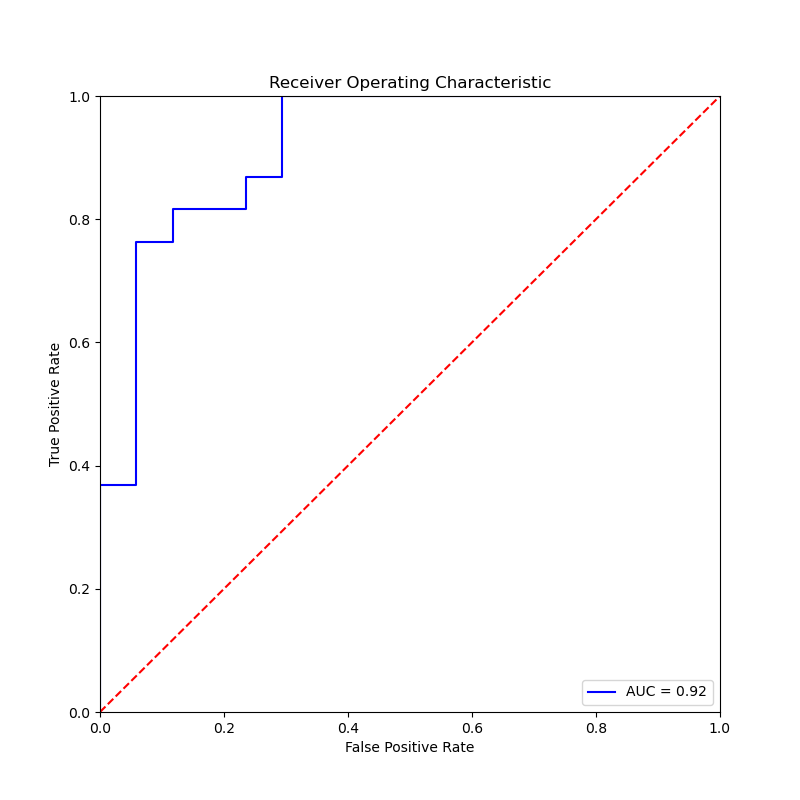 Receiver Operating Characteristic
1.0
0.8
0.6
0.4
0.2
0.0
True Positive Rate
AUC = 0.92
0.0 0.2 0.4 0.6 0.8 1.0
False Positive Rate